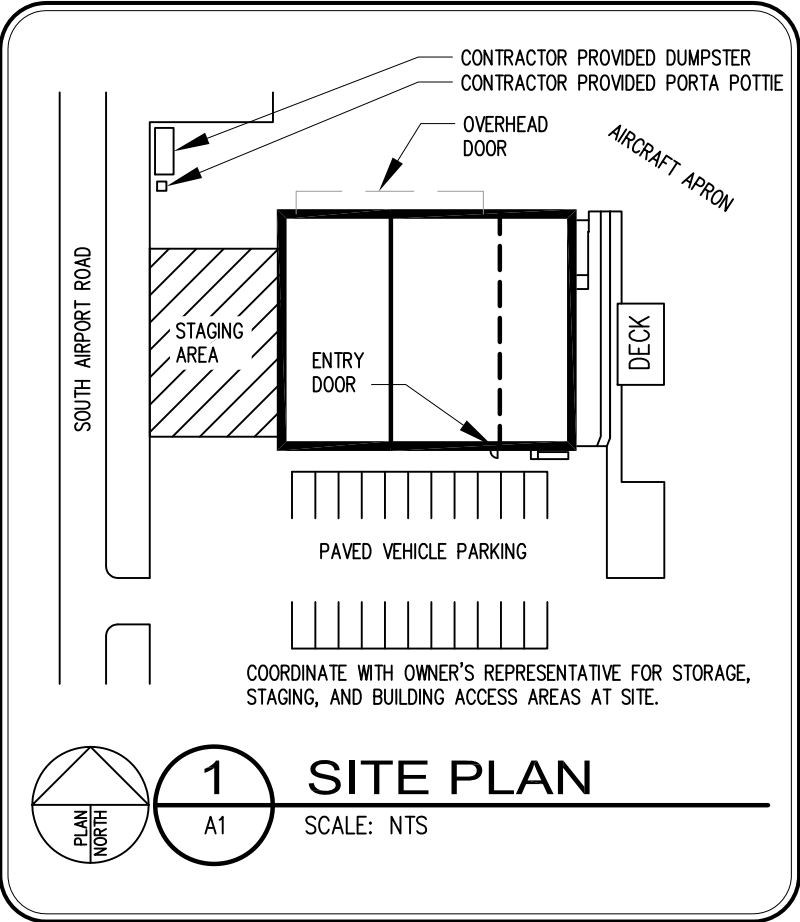 CONTRACTOR PROVIDED DUMPSTER
CONTRACTOR PROVIDED PORTA POTTIE
OVERHEAD
DOOR
AIRCRAFT APRON
SOUTH AIRPORT ROAD
STAGING
AREA
ENTRY
DOOR
DECK
PAVED VEHICLE PARKING
COORDINATE WITH OWNER'S REPRESENTATIVE FOR STORAGE,
STAGING, AND BUILDING ACCESS AREAS AT SITE.
PLAN
NORTH
1
A1
SITE PLAN
SCALE: NTS